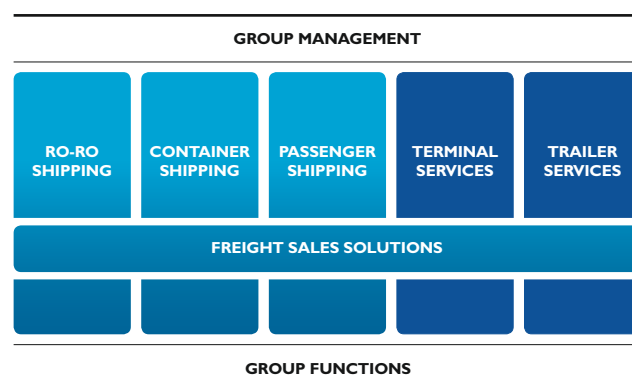 GROUP MANAGEMENT
RO-RO
SHIPPING
CONTAINER
SHIPPING
PASSENGER
SHIPPING
TERMINAL
SERVICES
TRAILER
SERVICES
FREIGHT SALES SOLUTIONS
GROUP FUNCTIONS